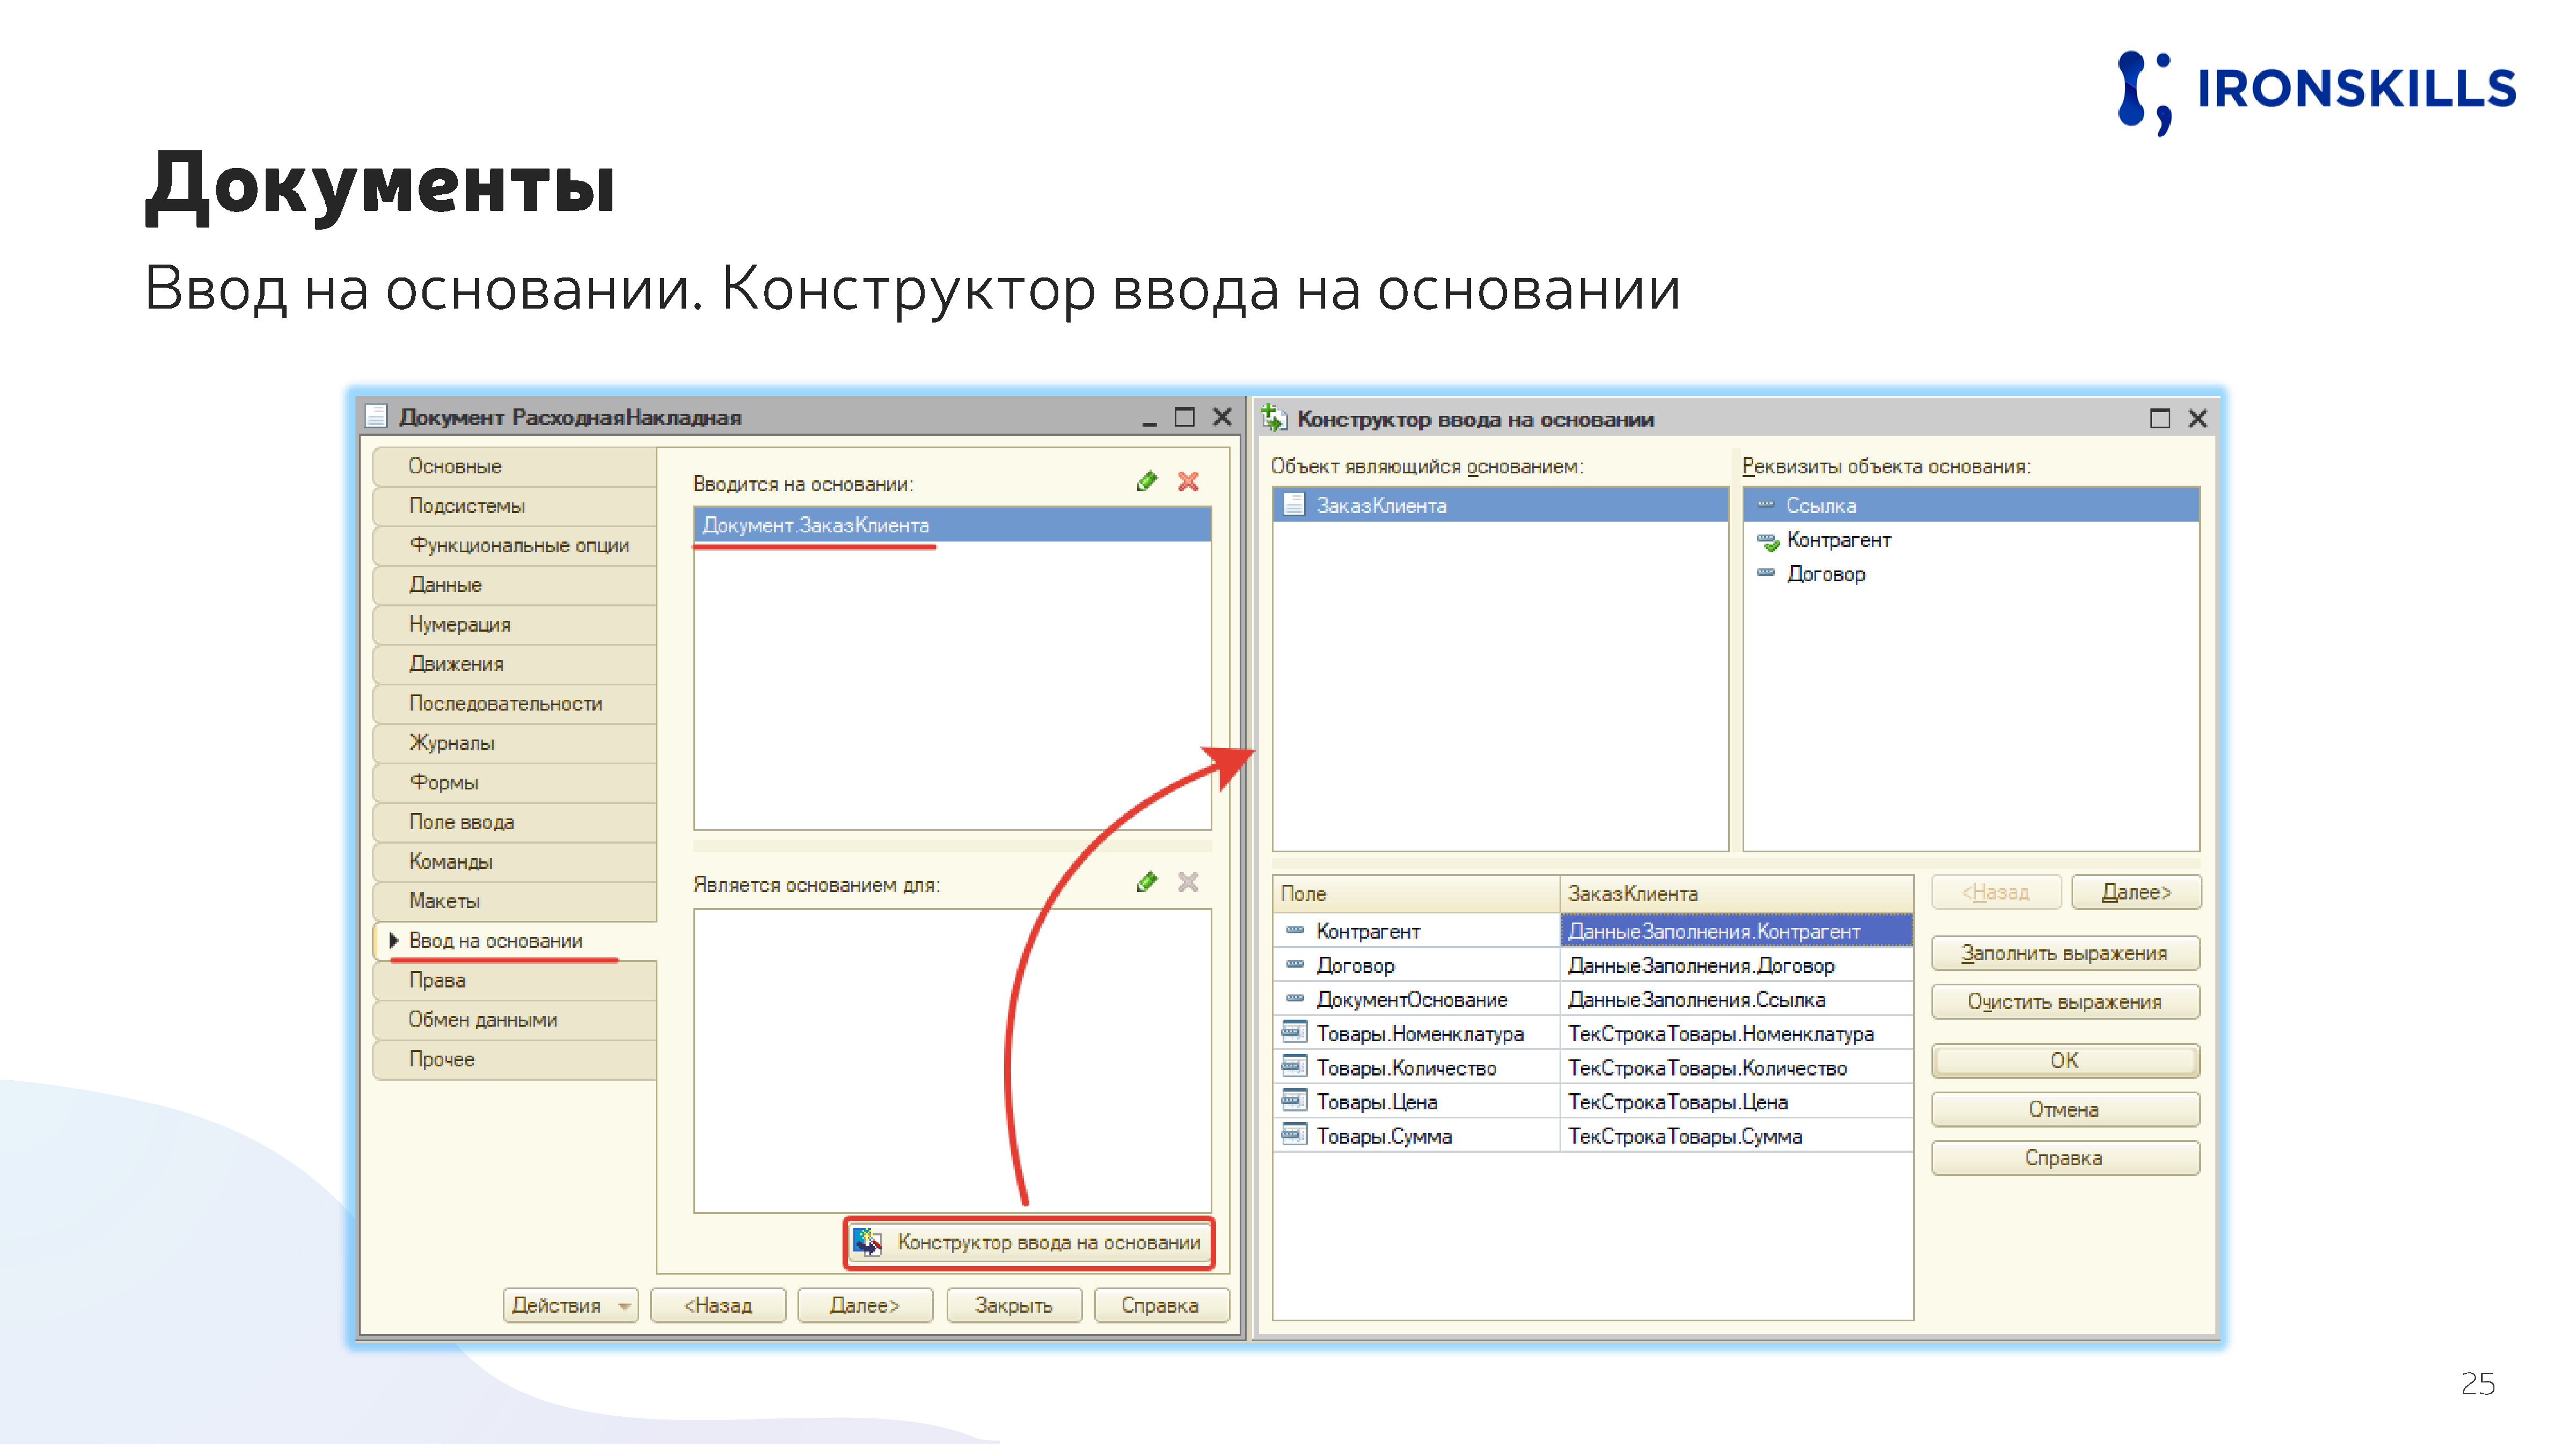 IRONSKILLS
Документы
Ввод на основании. Конструктор ввода на основании
Документ РасходнаяНакладная
Основные
Подсистемы
Функциональные опции
Данные
Нумерация
Движения
Последовательности
Журналы
Формы
Поле ввода
Команды
Макеты
Ввод на основании
Права
Обмен данными
Прочее
Вводится на основании:
Документ.ЗаказКлиента
Является основанием для:
Конструктор ввода на основании
Действия
<Назад
Далее>
Закрыть
Справка
Конструктор ввода на основании
Объект являющийся основанием:
ЗаказКлиента
Реквизиты объекта основания:
Ссылка
Контрагент
Договор
Поле ЗаказКлиента
Контрагент ДанныеЗаполнения.Контрагент
Договор ДанныеЗаполнения.Договор
ДокументОснование ДанныеЗаполнения.Ссылка
Товары.Номенклатура ТекСтрокаТовары.Номенклатура
Товары.Количество ТекСтрокаТовары.Количество
Товары.Цена ТекСтрокаТовары.Цена
Товары.Сумма ТекСтрокаТовары.Сумма
<Назад
Далее>
Заполнить выражения
Очистить выражения
ОК
Отмена
Справка
25